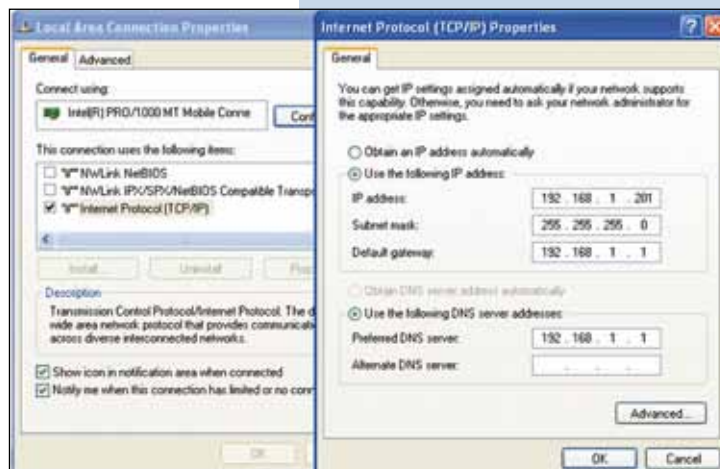 Local Area Connection Properties
General Advanced
Connect using:
Intel(R) PRO/1000 MT Mobile Conne
Conf
This connection uses the following items:
NWLink NetBIOS
NWLink IPX/SPX/NetBIOS Compatible Transpo
Internet Protocol (TCP/IP)
Install... Uninstall
Description
Transmission Control Protocol/Internet Protocol. The d
wide area network protocol that provides communicati
across diverse interconnected networks.
Show icon in notification area when connected
Notify me when this connection has limited or no conn
OK
Internet Protocol (TCP/IP) Properties
General
You can get IP settings assigned automatically if your network supports
this capability. Otherwise, you need to ask your network administrator for
the appropriate IP settings.
Obtain an IP address automatically
Use the following IP address:
IP address: 192 . 168 . 1 . 201
Subnet mask: 255 . 255 . 255 . 0
Default gateway: 192 . 168 . 1 . 1
Obtain DNS server address automatically
Use the following DNS server addresses:
Preferred DNS server: 192 . 168 . 1 . 1
Alternate DNS server: . . .
Advanced...
OK Cancel